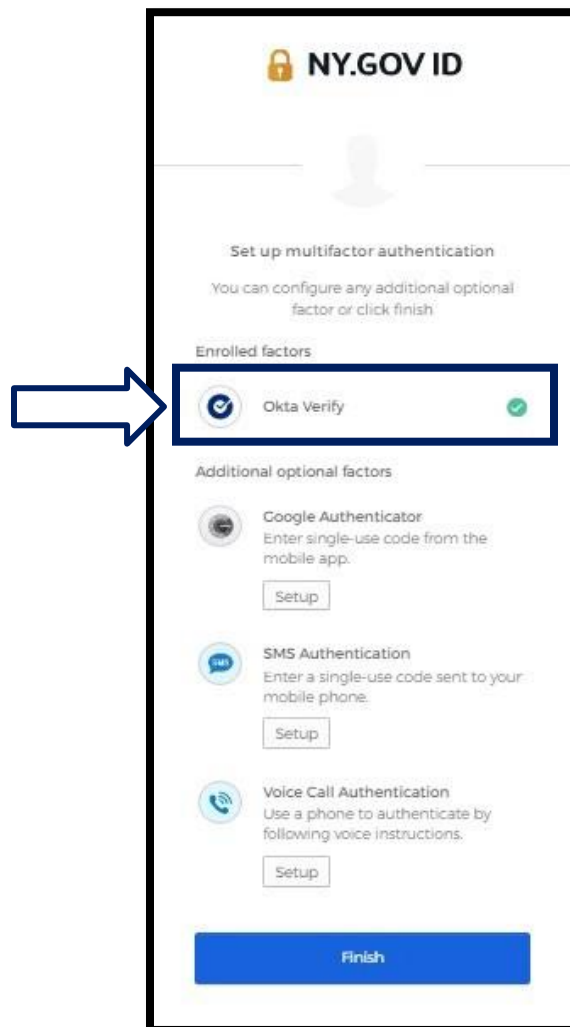 NY.GOV ID
Set up multifactor authentication
You can configure any additional optional
factor or click finish
Enrolled factors
Okta Verify
Additional optional factors
Google Authenticator
Enter single-use code from the
mobile app.
Setup
SMS
SMS Authentication
Enter a single-use code sent to your
mobile phone.
Setup
Voice Call Authentication
Use a phone to authenticate by
following voice instructions.
Setup
Finish